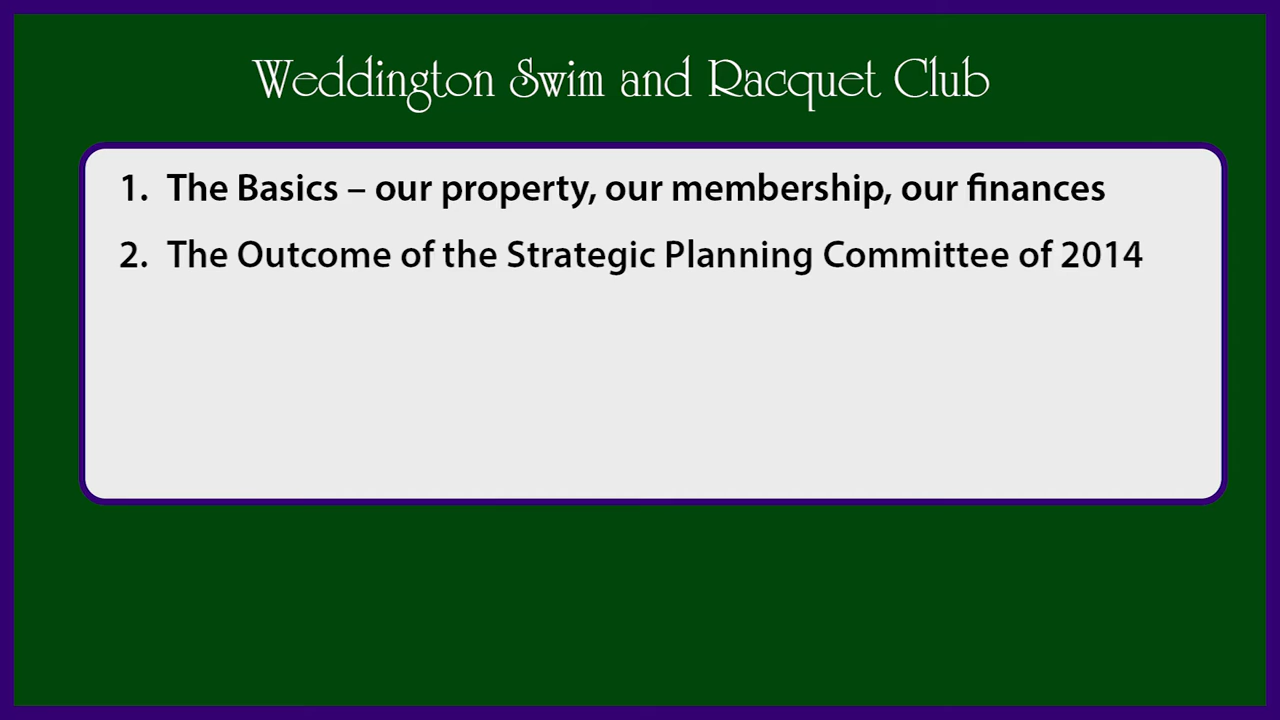 Weddington Swim and Racquet Club
1. The Basics – our property, our membership, our finances
2. The Outcome of the Strategic Planning Committee of 2014